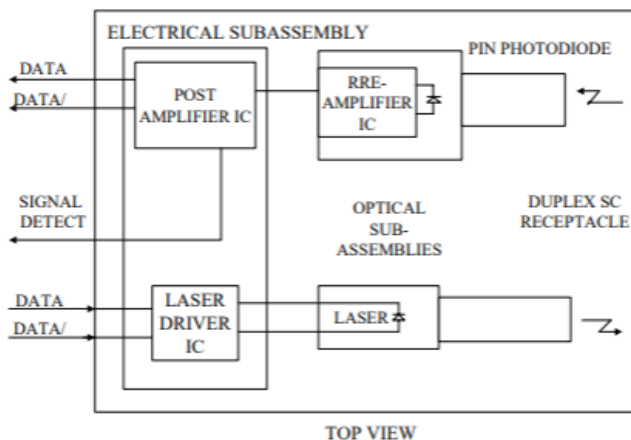 ELECTRICAL SUBASSEMBLY
PIN PHOTODIODE
DATA
DATA/
POST
AMPLIFIER IC
RRE-
AMPLIFIER
IC
SIGNAL
DETECT
OPTICAL
SUB-
ASSEMBLIES
DUPLEX SC
RECEPTACLE
DATA
DATA/
LASER
DRIVER
IC
LASER
TOP VIEW